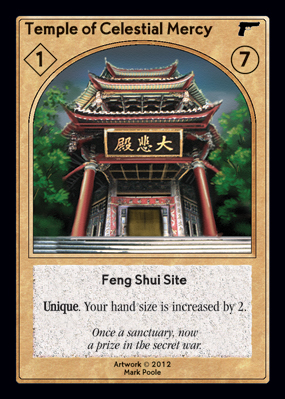 Temple of Celestial Mercy
1
7
殿悲大
Feng Shui Site
Unique. Your hand size is increased by 2.
Once a sanctuary, now
a prize in the secret war.
Artwork © 2012
Mark Poole